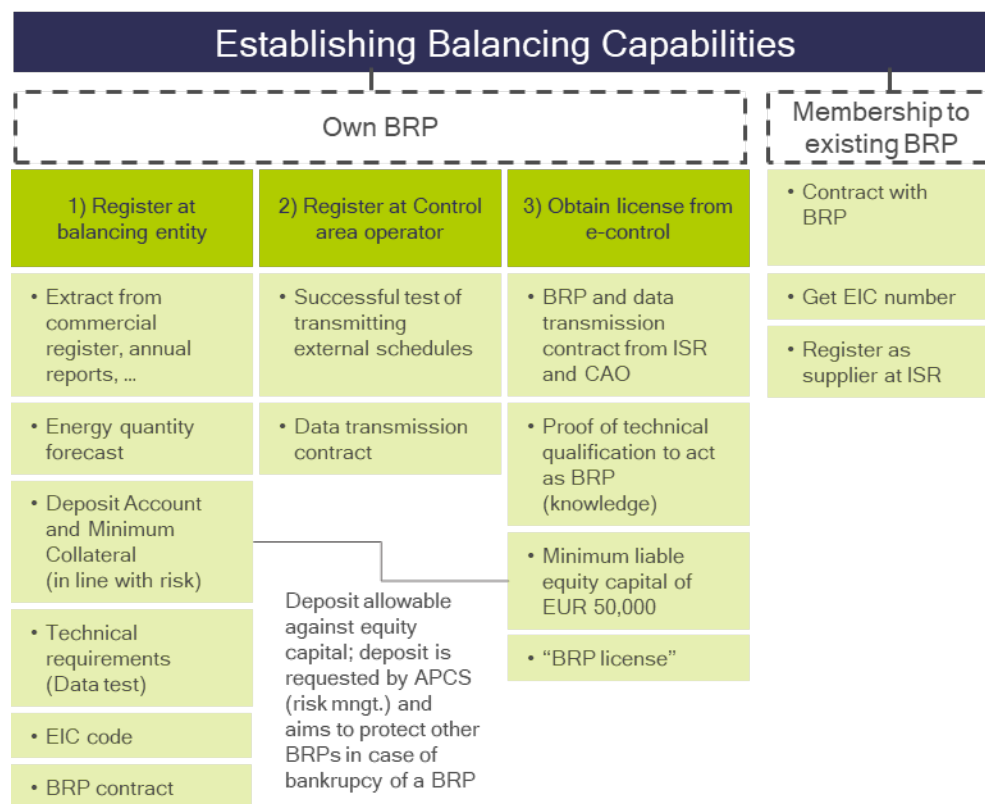 Establishing Balancing Capabilities
Own BRP
Membership to
existing BRP
1) Register at
balancing entity
• Extract from
commercial
register, annual
reports, ...
• Energy quantity
forecast
• Deposit Account
and Minimum
Collateral
(in line with risk)
• Technical
requirements
(Data test)
• EIC code
• BRP contract
2) Register at Control
area operator
• Successful test of
transmitting
external schedules
• Data transmission
contract
Deposit allowable
against equity
capital; deposit is
requested by APCS
(risk mngt.) and
aims to protect other
BRPs in case of
bankrupcy of a BRP
3) Obtain license from
e-control
• BRP and data
transmission
contract from ISR
and CAO
• Proof of technical
qualification to act
as BRP
(knowledge)
• Minimum liable
equity capital of
EUR 50,000
• “BRP license”
• Contract with
BRP
• Get EIC number
• Register as
supplier at ISR